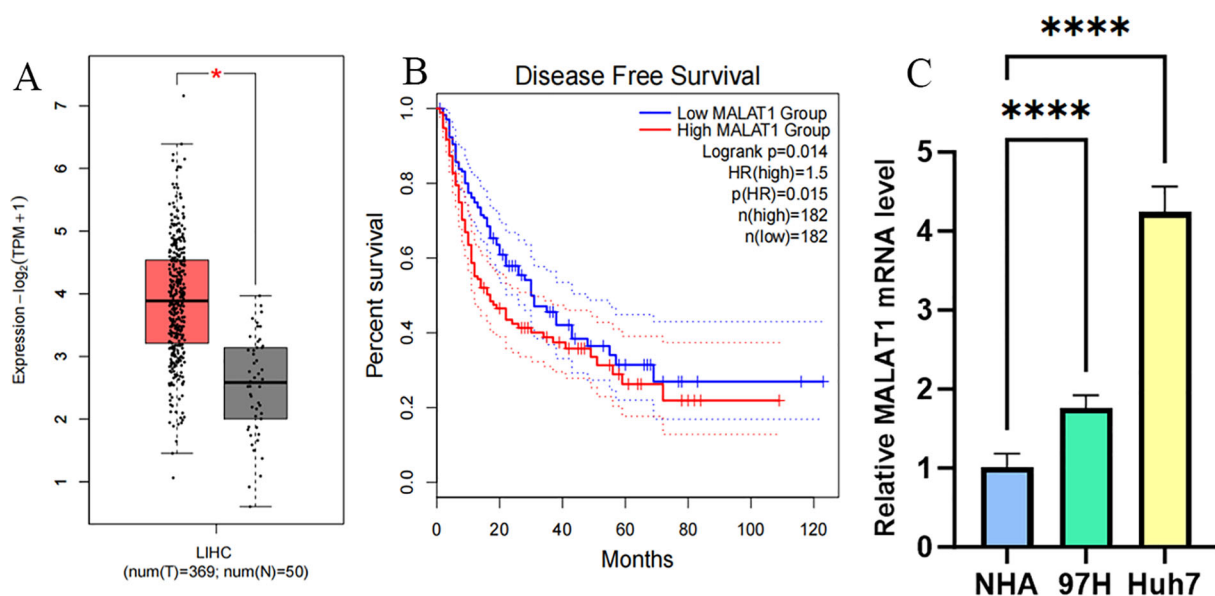 A
*
Expression − log2(TPM + 1)
7
6
5
4
3
2
1
LIHC
(num(T)=369; num(N)=50)
B
Disease Free Survival
Low MALAT1 Group
High MALAT1 Group
Logrank p=0.014
HR(high)=1.5
p(HR)=0.015
n(high)=182
n(low)=182
Percent survival
1.0
0.8
0.6
0.4
0.2
0.0
0
20
40
60
80
100
120
Months
C
****
****
Relative MALAT1 mRNA level
5
4
3
2
1
0
NHA
97H
Huh7